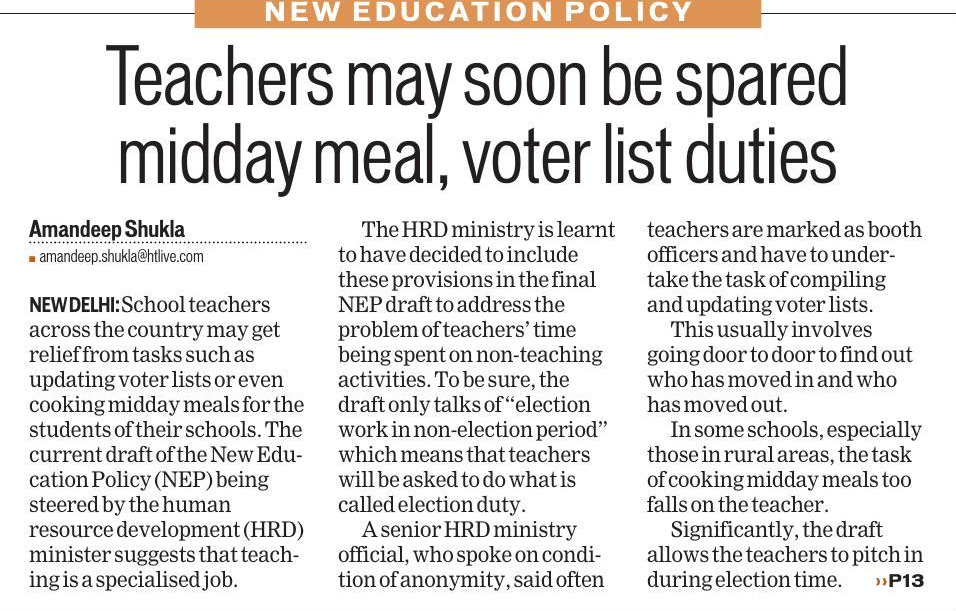 NEW EDUCATION POLICY
Teachers may soon be spared
midday meal, voter list duties
Amandeep Shukla
■ amandeep.shukla@htlive.com
NEW DELHI: School teachers
across the country may get
relief from tasks such as
updating voter lists or even
cooking midday meals for the
students of their schools. The
current draft of the New Edu-
cation Policy (NEP) being
steered by the human
resource development (HRD)
minister suggests that teach-
ing is a specialised job.
The HRD ministry is learnt
to have decided to include
these provisions in the final
NEP draft to address the
problem of teachers’ time
being spent on non-teaching
activities. To be sure, the
draft only talks of “election
work in non-election period”
which means that teachers
will be asked to do what is
called election duty.
A senior HRD ministry
official, who spoke on condi-
tion of anonymity, said often
teachers are marked as booth
officers and have to under-
take the task of compiling
and updating voter lists.
This usually involves
going door to door to find out
who has moved in and who
has moved out.
In some schools, especially
those in rural areas, the task
of cooking midday meals too
falls on the teacher.
Significantly, the draft
allows the teachers to pitch in
during election time. ››P13